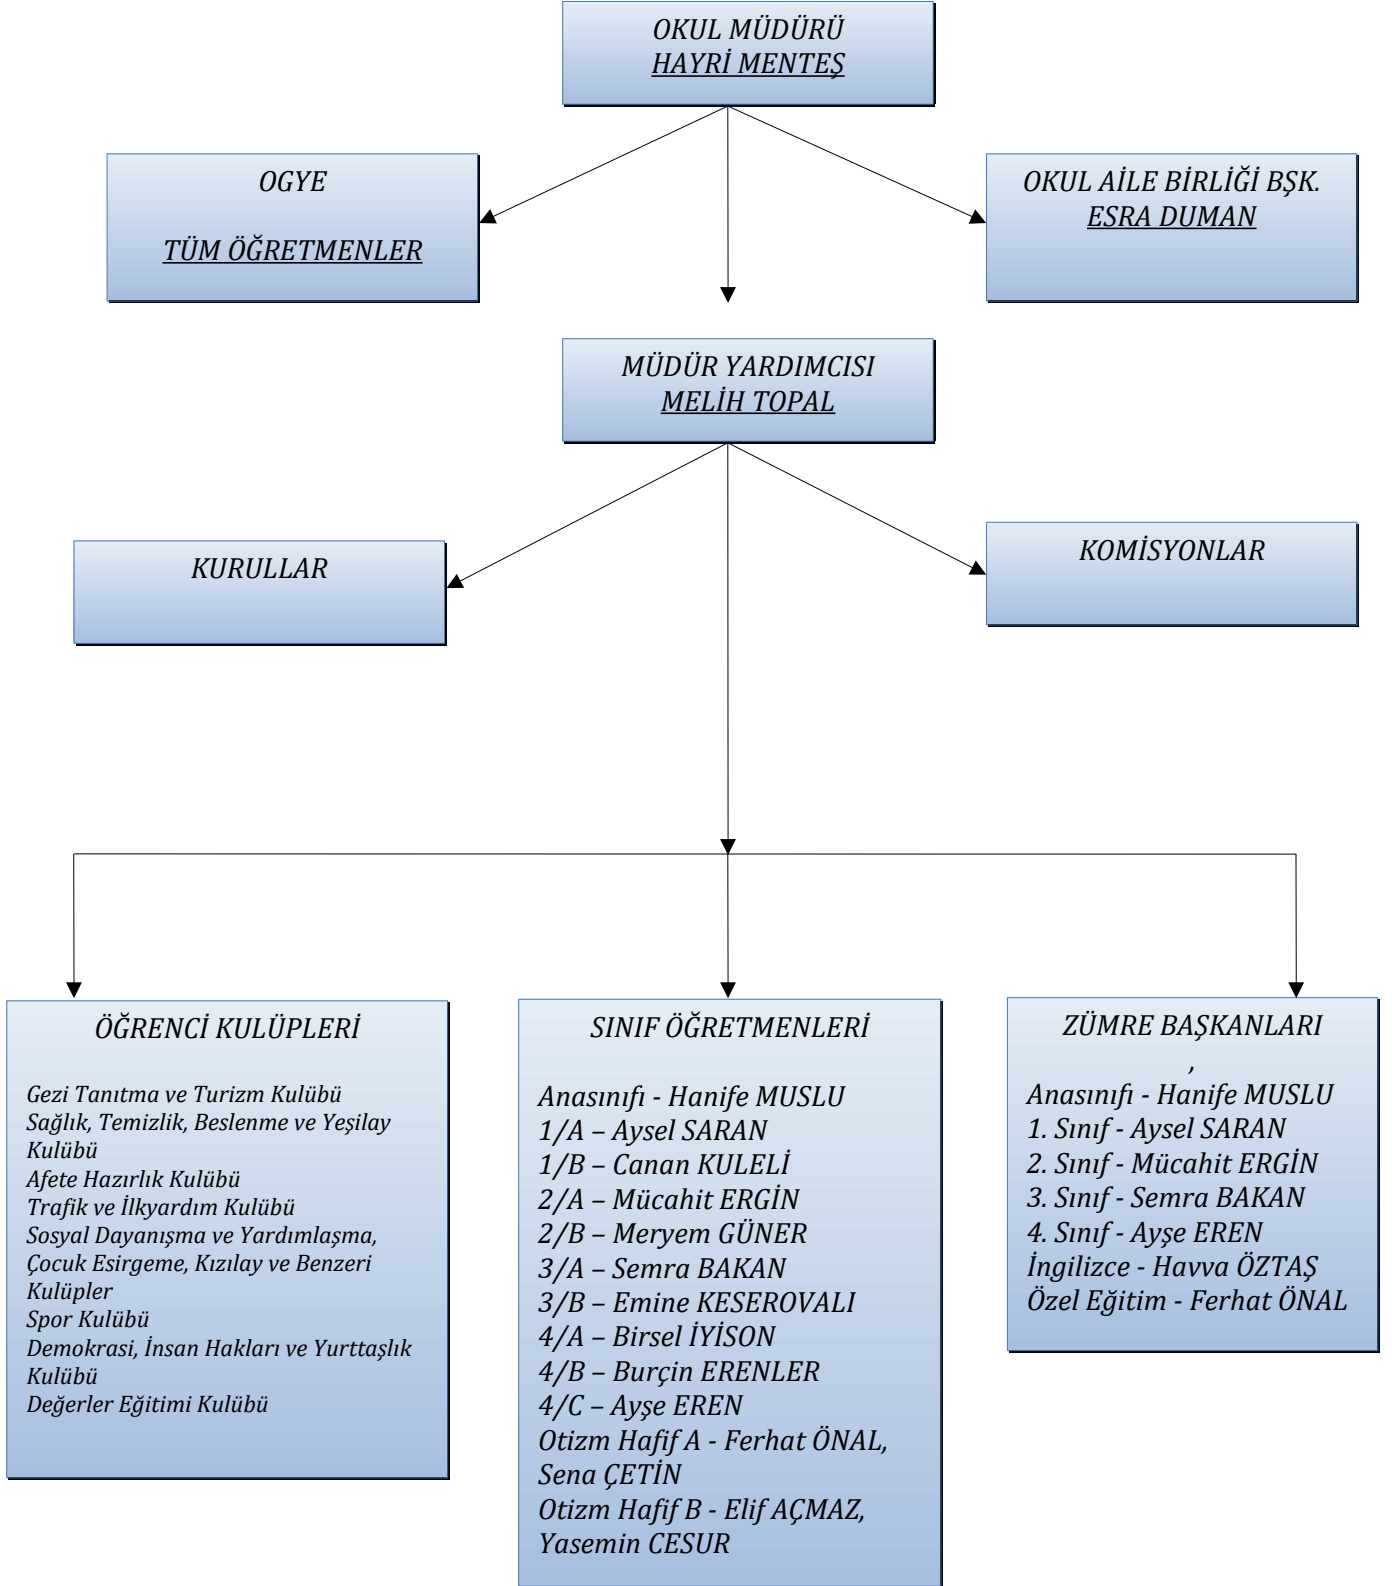 OKUL MÜDÜRÜ
HAYRİ MENTEŞ
OGYE
TÜM ÖĞRETMENLER
OKUL AİLE BİRLİĞİ BŞK.
ESRA DUMAN
MÜDÜR YARDIMCISI
MELİH TOPAL
KURULLAR
KOMİSYONLAR
ÖĞRENCİ KULÜPLERİ
Gezi Tanıtma ve Turizm Kulübü
Sağlık, Temizlik, Beslenme ve Yeşilay
Kulübü
Afete Hazırlık Kulübü
Trafik ve İlkyardım Kulübü
Sosyal Dayanışma ve Yardımlaşma,
Çocuk Esirgeme, Kızılay ve Benzeri
Kulüpler
Spor Kulübü
Demokrasi, İnsan Hakları ve Yurttaşlık
Kulübü
Değerler Eğitimi Kulübü
SINIF ÖĞRETMENLERİ
Anasınıfı - Hanife MUSLU
1/A – Aysel SARAN
1/B – Canan KULELİ
2/A – Mücahit ERGİN
2/B – Meryem GÜNER
3/A – Semra BAKAN
3/B – Emine KESEROVALI
4/A – Birsel İYİSON
4/B – Burçin ERENLER
4/C – Ayşe EREN
Otizm Hafif A - Ferhat ÖNAL,
Sena ÇETİN
Otizm Hafif B - Elif AÇMAZ,
Yasemin CESUR
ZÜMRE BAŞKANLARI
,
Anasınıfı - Hanife MUSLU
1. Sınıf - Aysel SARAN
2. Sınıf - Mücahit ERGİN
3. Sınıf - Semra BAKAN
4. Sınıf - Ayşe EREN
İngilizce - Havva ÖZTAŞ
Özel Eğitim - Ferhat ÖNAL